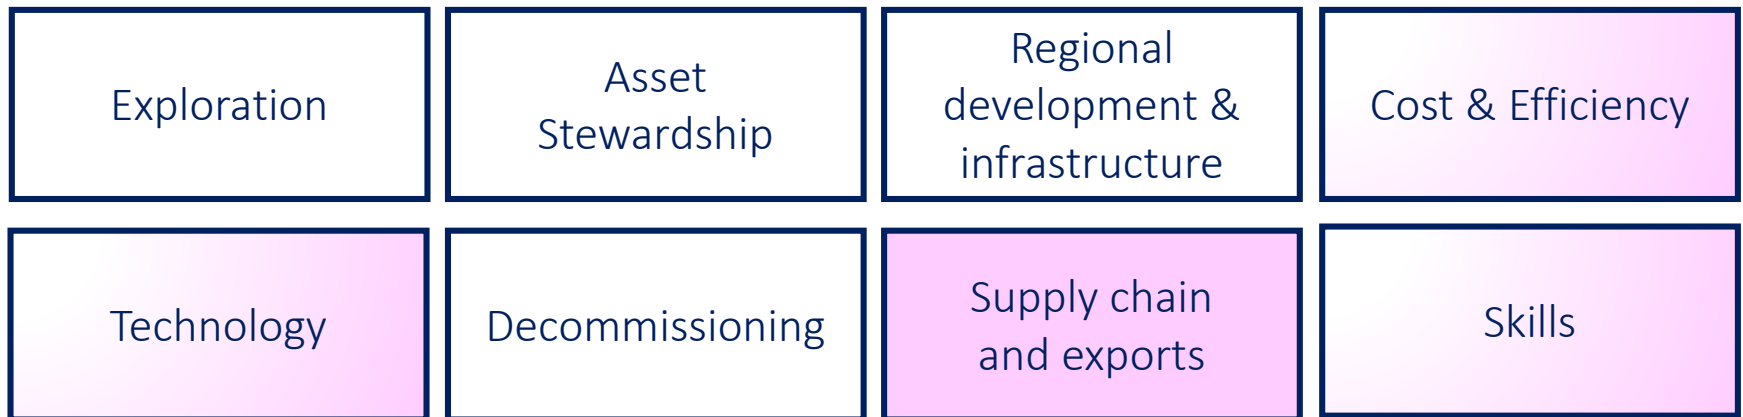 Exploration
Asset
Stewardship
Regional
development &
infrastructure
Cost & Efficiency
Technology
Decommissioning
Supply chain
and exports
Skills